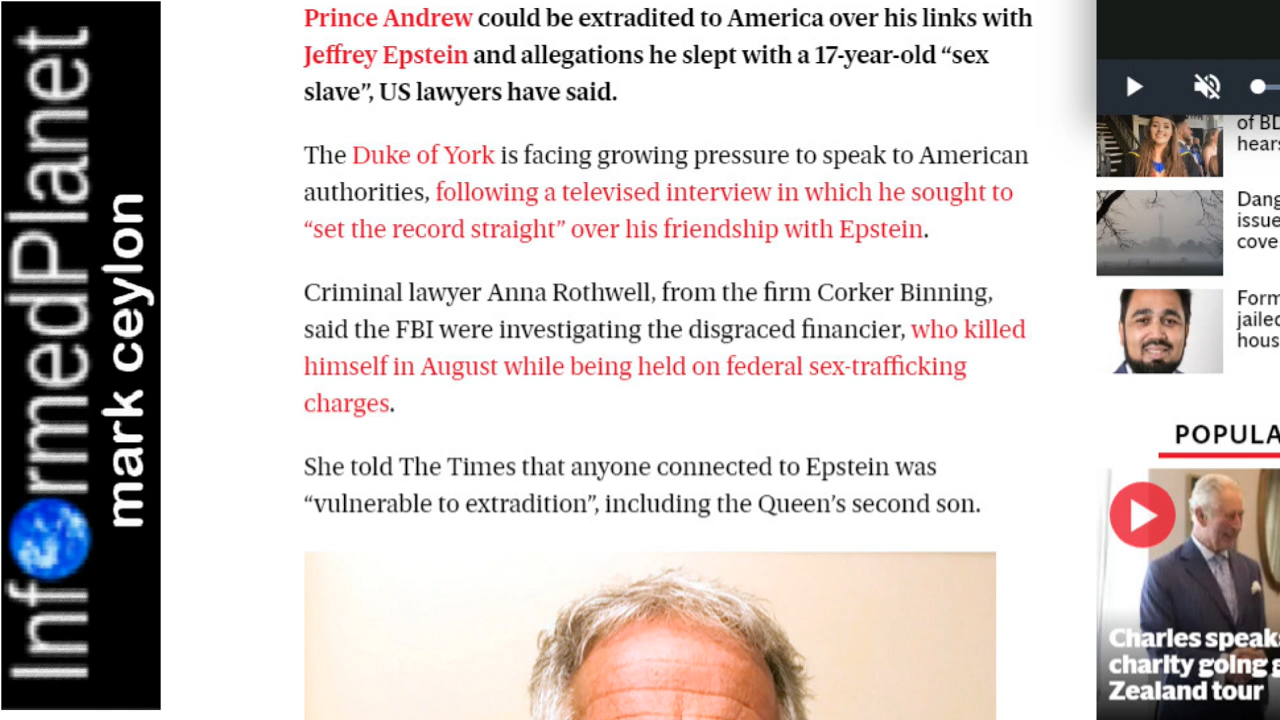 InformedPlanet
mark ceylon
Prince Andrew could be extradited to America over his links with
Jeffrey Epstein and allegations he slept with a 17-year-old “sex
slave”, US lawyers have said.
The Duke of York is facing growing pressure to speak to American
authorities, following a televised interview in which he sought to
“set the record straight” over his friendship with Epstein.
Criminal lawyer Anna Rothwell, from the firm Corker Binning,
said the FBI were investigating the disgraced financier, who killed
himself in August while being held on federal sex-trafficking
charges.
She told The Times that anyone connected to Epstein was
“vulnerable to extradition”, including the Queen’s second son.
of BD
hears
Dang
issue
cove
Form
jailed
hous
POPULA
Charles speaks
charity going g
Zealand tour